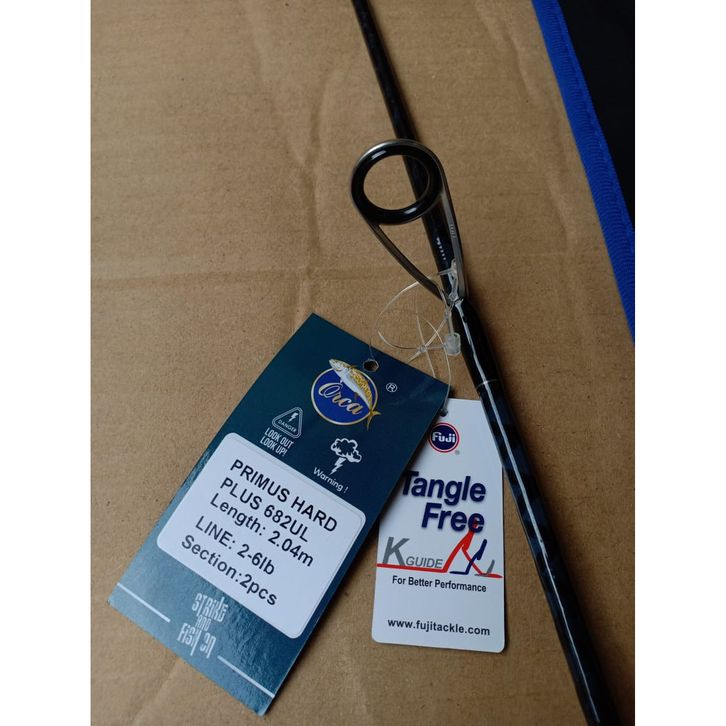 Orca
®
DANGER
LOOK OUT
LOOK UP!
Warning !
PRIMUS HARD
PLUS 682UL
Length: 2.04m
LINE: 2-6lb
Section:2pcs
STRIKE
AND
FISH ON
Fuji
®
Tangle
Free
K GUIDE
For Better Performance
www.fujitackle.com